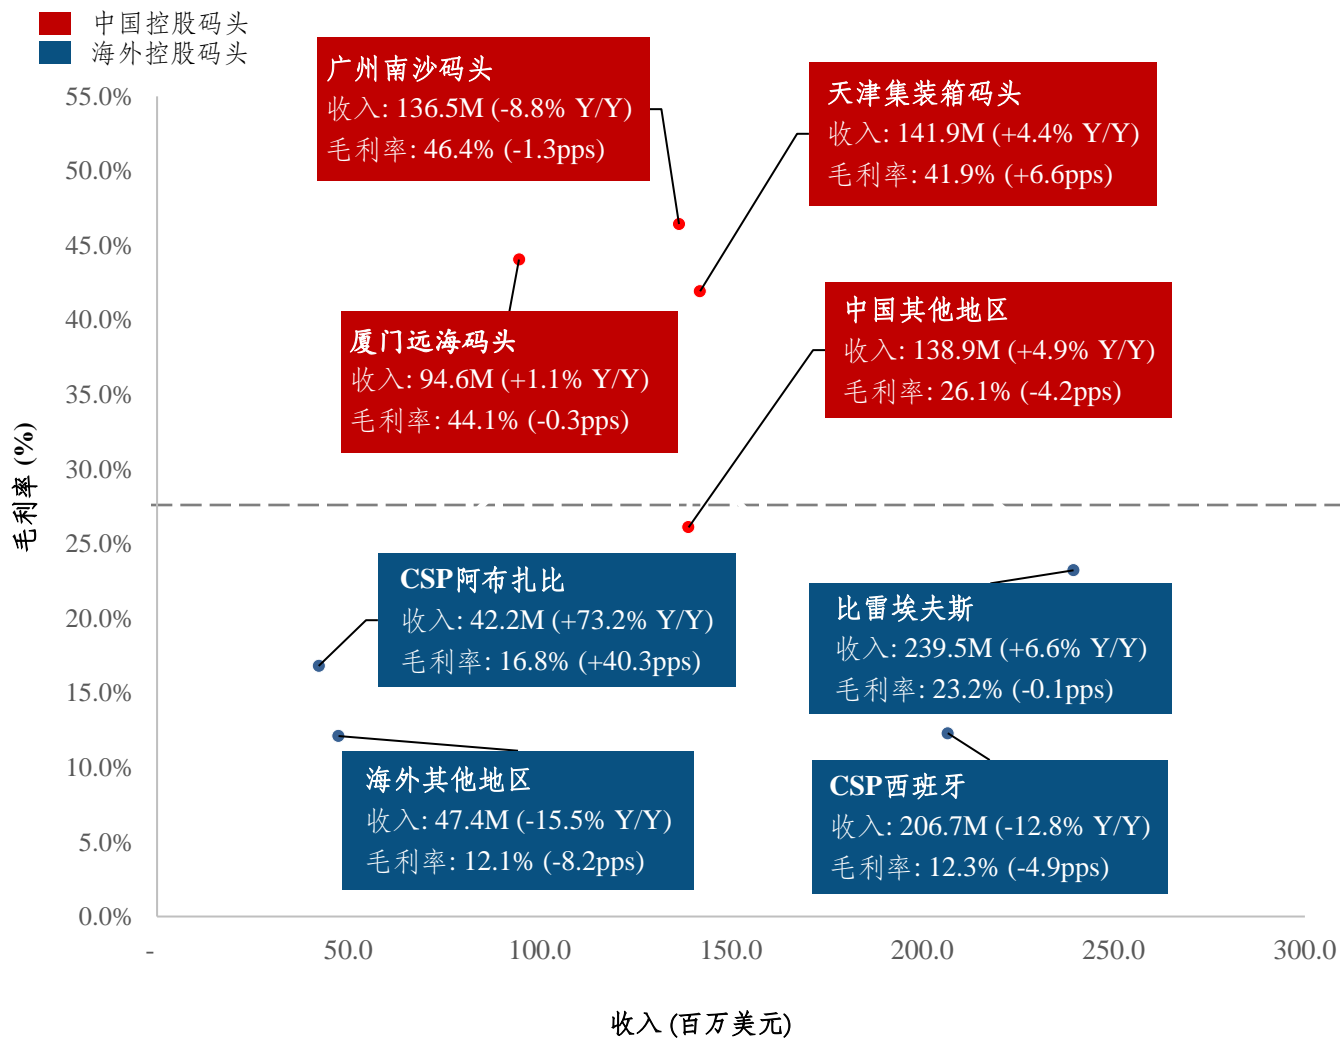 中国控股码头
海外控股码头
广州南沙码头
收入: 136.5M (-8.8% Y/Y)
毛利率: 46.4% (-1.3pps)
天津集装箱码头
收入: 141.9M (+4.4% Y/Y)
毛利率: 41.9% (+6.6pps)
厦门远海码头
收入: 94.6M (+1.1% Y/Y)
毛利率: 44.1% (-0.3pps)
中国其他地区
收入: 138.9M (+4.9% Y/Y)
毛利率: 26.1% (-4.2pps)
CSP阿布扎比
收入: 42.2M (+73.2% Y/Y)
毛利率: 16.8% (+40.3pps)
比雷埃夫斯
收入: 239.5M (+6.6% Y/Y)
毛利率: 23.2% (-0.1pps)
海外其他地区
收入: 47.4M (-15.5% Y/Y)
毛利率: 12.1% (-8.2pps)
CSP西班牙
收入: 206.7M (-12.8% Y/Y)
毛利率: 12.3% (-4.9pps)
毛利率 (%)
55.0%
50.0%
45.0%
40.0%
35.0%
30.0%
25.0%
20.0%
15.0%
10.0%
5.0%
0.0%
- 50.0 100.0 150.0 200.0 250.0 300.0
收入 (百万美元)